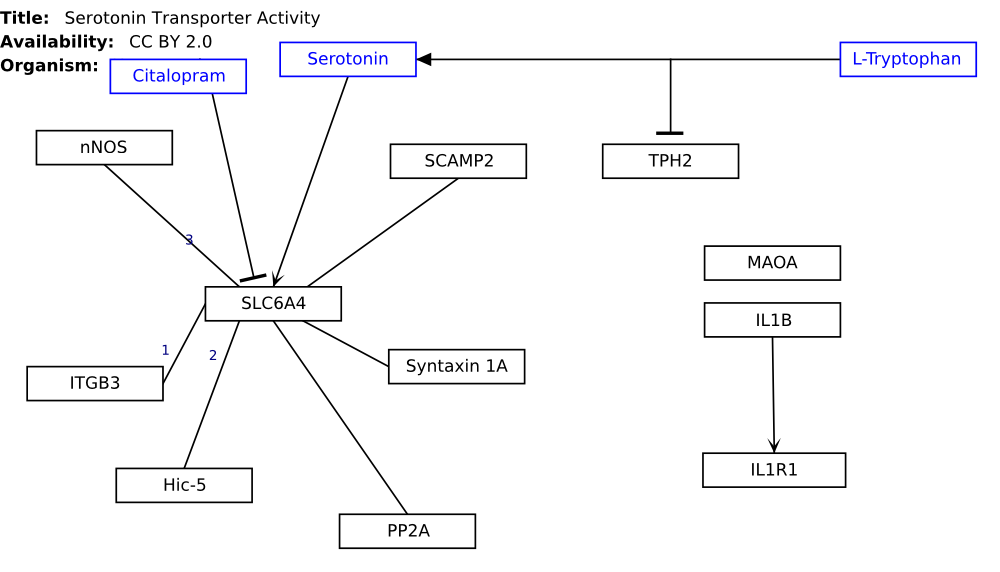 Title: Serotonin Transporter Activity
Availability: CC BY 2.0
Organism:
Citalopram
Serotonin
L-Tryptophan
nNOS
SCAMP2
TPH2
3
MAOA
SLC6A4
IL1B
1
2
Syntaxin 1A
ITGB3
IL1R1
Hic-5
PP2A